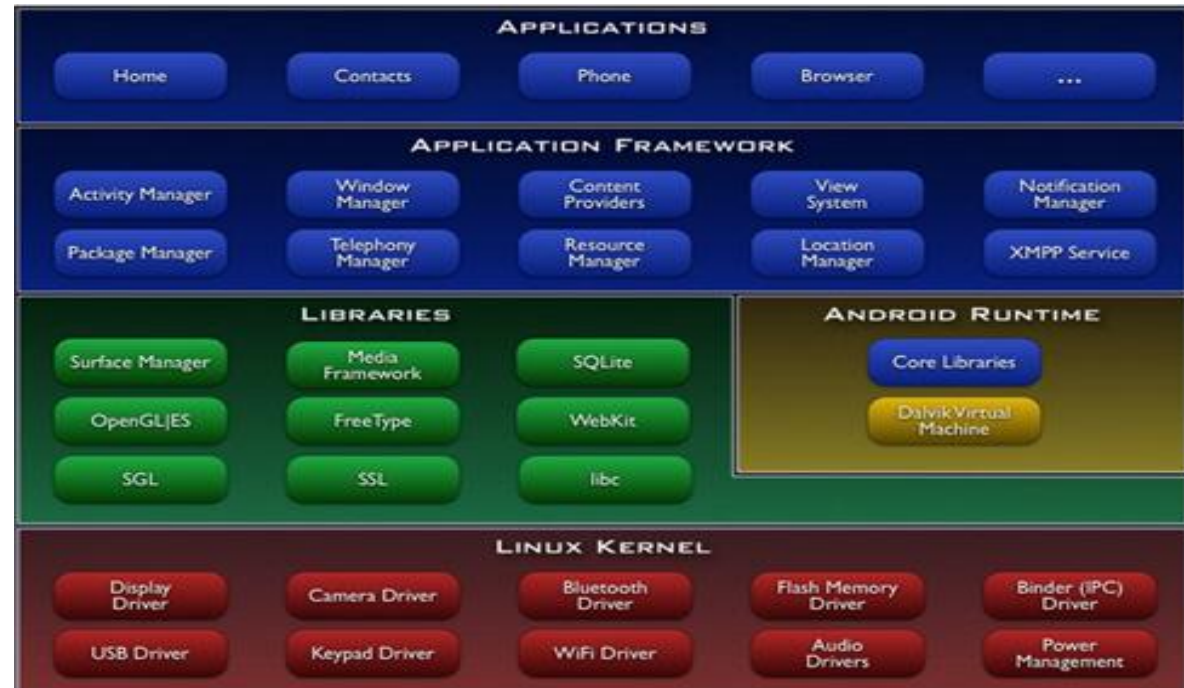 APPLICATIONS
Home
Contacts
Phone
Browser
...
APPLICATION FRAMEWORK
Activity Manager
Window
Manager
Content
Providers
View
System
Notification
Manager
Package Manager
Telephony
Manager
Resource
Manager
Location
Manager
XMPP Service
LIBRARIES
Surface Manager
Media
Framework
SQLite
OpenGL|ES
FreeType
WebKit
SGL
SSL
libc
ANDROID RUNTIME
Core Libraries
Dalvik Virtual
Machine
LINUX KERNEL
Display
Driver
Camera Driver
Bluetooth
Driver
Flash Memory
Driver
Binder (IPC)
Driver
USB Driver
Keypad Driver
WiFi Driver
Audio
Drivers
Power
Management